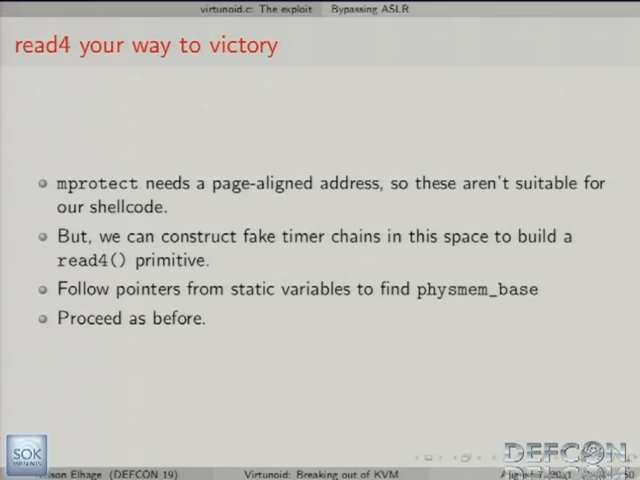 virtunoid.c: The exploit Bypassing ASLR
read4 your way to victory
mprotect needs a page-aligned address, so these aren't suitable for
our shellcode.
But, we can construct fake timer chains in this space to build a
read4() primitive.
Follow pointers from static variables to find physmem_base
Proceed as before.
SOK
Elhage (DEFCON 19) Virtunoid: Breaking out of KVM
DEFCON